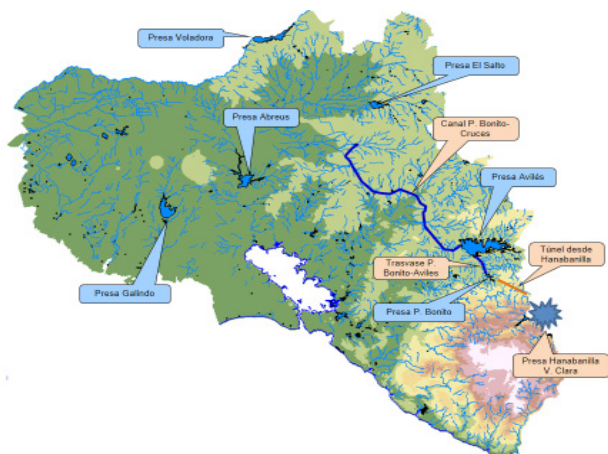 Presa Voladora
Presa El Salto
Canal P. Bonito-
Cruces
Presa Abreus
Presa Avilés
Túnel desde
Hanabanilla
Trasvase P.
Bonito-Aviles
Presa Galindo
Presa P. Bonito
Presa Hanabanilla
V. Clara